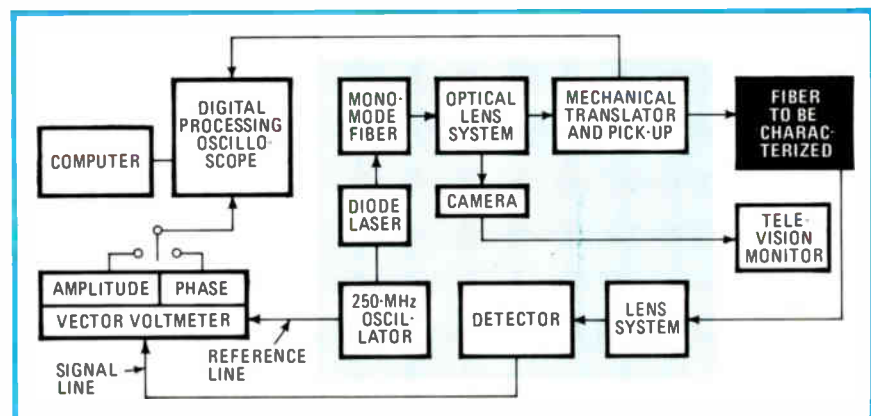 DIGITAL
PROCESSING
OSCILLO-
SCOPE
COMPUTER
MONO-
MODE
FIBER
OPTICAL
LENS
SYSTEM
MECHANICAL
TRANSLATOR
AND PICK-UP
FIBER
TO BE
CHARAC-
TERIZED
DIODE
LASER
CAMERA
TELE-
VISION
MONITOR
AMPLITUDE
PHASE
VECTOR VOLTMETER
250-MHz
OSCIL-
LATOR
DETECTOR
LENS
SYSTEM
SIGNAL
LINE
REFERENCE
LINE